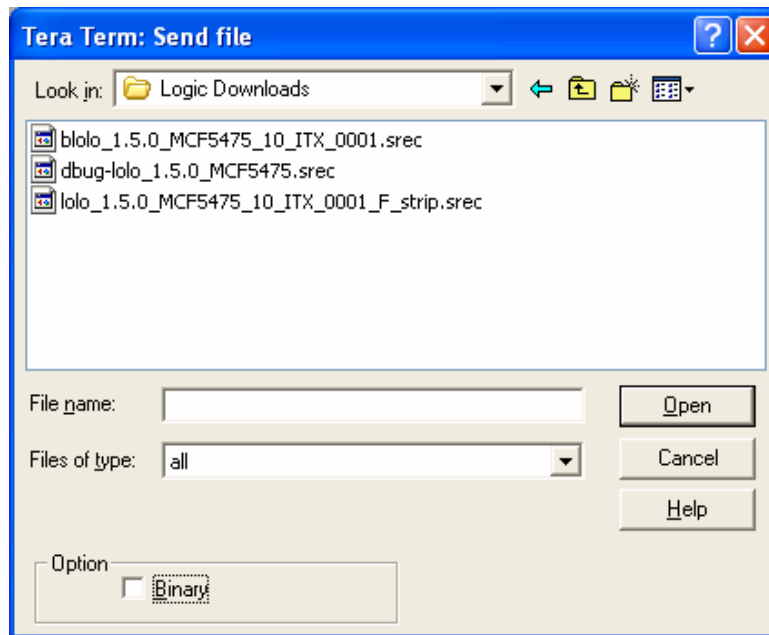 Tera Term: Send file
Look in: Logic Downloads
blolo_1.5.0_MCF5475_10_ITX_0001.srec
dbug-lolo_1.5.0_MCF5475.srec
lolo_1.5.0_MCF5475_10_ITX_0001_F_strip.srec
File name: Open
Files of type: all Cancel
Help
Option
Binary